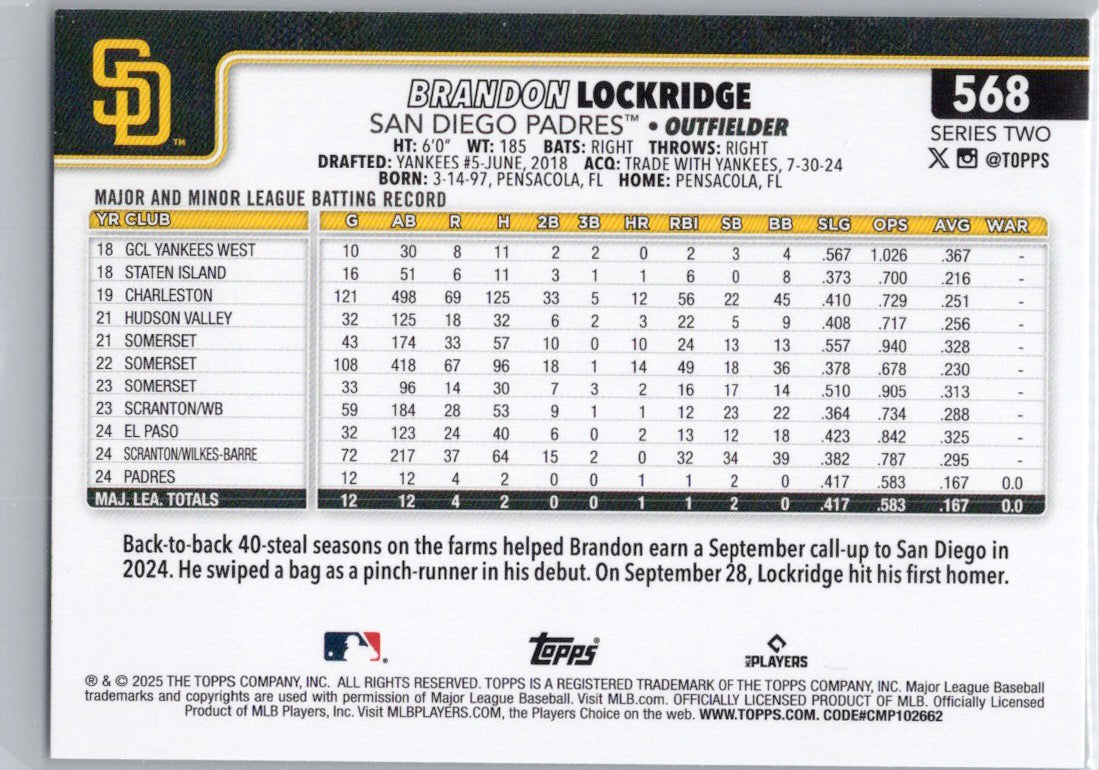 SD™
BRANDON LOCKRIDGE
568
SAN DIEGO PADRES™ • OUTFIELDER
SERIES TWO
HT: 6'0" WT: 185 BATS: RIGHT THROWS: RIGHT
@TOPPS
DRAFTED: YANKEES #5-JUNE, 2018 ACQ: TRADE WITH YANKEES, 7-30-24
BORN: 3-14-97, PENSACOLA, FL HOME: PENSACOLA, FL
MAJOR AND MINOR LEAGUE BATTING RECORD
YR CLUB G AB R H 2B 3B HR RBI SB BB SLG OPS AVG WAR
18 GCL YANKEES WEST 10 30 8 11 2 2 0 2 3 4 .567 1.026 .367 -
18 STATEN ISLAND 16 51 6 11 3 1 1 6 0 8 .373 .700 .216 -
19 CHARLESTON 121 498 69 125 33 5 12 56 22 45 .410 .729 .251 -
21 HUDSON VALLEY 32 125 18 32 6 2 3 22 5 9 .408 .717 .256 -
21 SOMERSET 43 174 33 57 10 0 10 24 13 13 .557 .940 .328 -
22 SOMERSET 108 418 67 96 18 1 14 49 18 36 .378 .678 .230 -
23 SOMERSET 33 96 14 30 7 3 2 16 17 14 .510 .905 .313 -
23 SCRANTON/WB 59 184 28 53 9 1 1 12 23 22 .364 .734 .288 -
24 EL PASO 32 123 24 40 6 0 2 13 12 18 .423 .842 .325 -
24 SCRANTON/WILKES-BARRE 72 217 37 64 15 2 0 32 34 39 .382 .787 .295 -
24 PADRES 12 12 4 2 0 0 1 1 2 0 .417 .583 .167 0.0
MAJ. LEA. TOTALS 12 12 4 2 0 0 1 1 2 0 .417 .583 .167 0.0
Back-to-back 40-steal seasons on the farms helped Brandon earn a September call-up to San Diego in
2024. He swiped a bag as a pinch-runner in his debut. On September 28, Lockridge hit his first homer.
Topps®
MLB PLAYERS
® & © 2025 THE TOPPS COMPANY, INC. ALL RIGHTS RESERVED. TOPPS IS A REGISTERED TRADEMARK OF THE TOPPS COMPANY, INC. Major League Baseball
trademarks and copyrights are used with permission of Major League Baseball. Visit MLB.com. OFFICIALLY LICENSED PRODUCT OF MLB. Officially Licensed
Product of MLB Players, Inc. Visit MLBPLAYERS.COM, the Players Choice on the web. WWW.TOPPS.COM. CODE#CMP102662